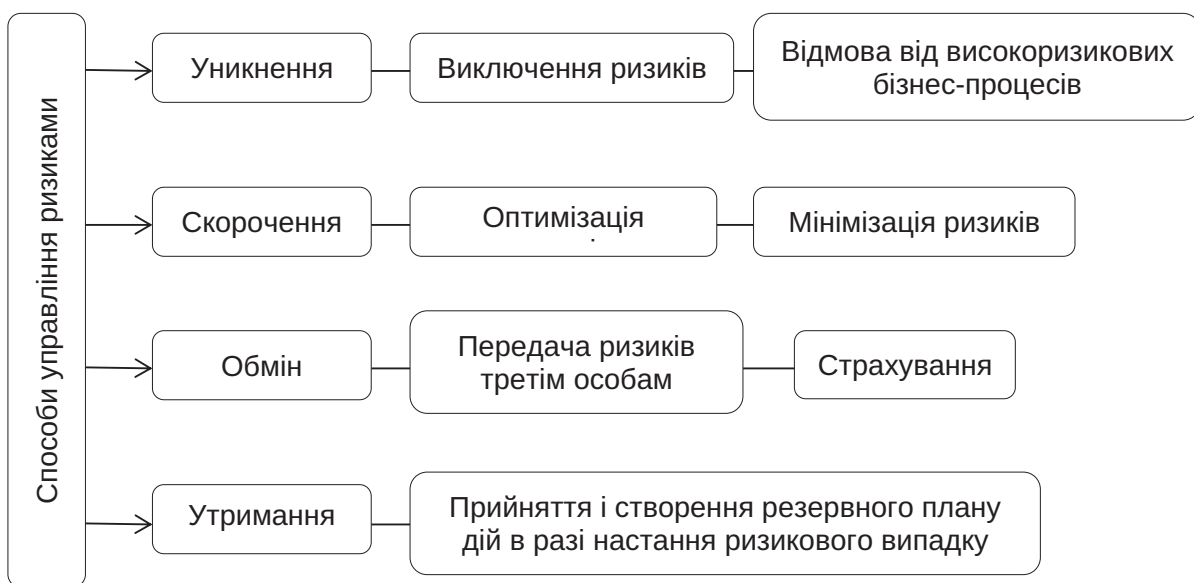 Способи управління ризиками
Уникнення
Виключення ризиків
Відмова від високоризикових
бізнес-процесів
Скорочення
Оптимізація
Мінімізація ризиків
Обмін
Передача ризиків
третім особам
Страхування
Утримання
Прийняття і створення резервного плану
дій в разі настання ризикового випадку